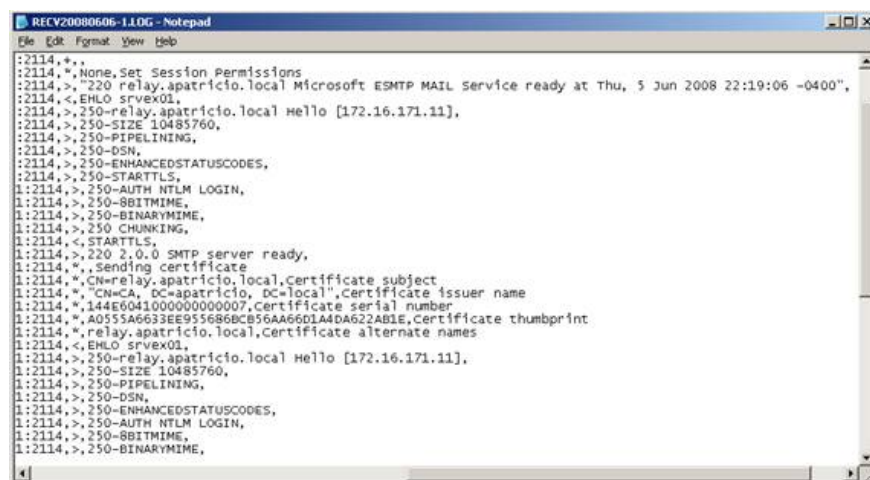 RECV20080606-1.LOG - Notepad
File Edit Format View Help
:2114,+,,
:2114,*,None,Set Session Permissions
:2114,>,"220 relay.apatricio.local Microsoft ESMTP MAIL Service ready at Thu, 5 Jun 2008 22:19:06 -0400",
:2114,<,EHLO srvex01,
:2114,>,250-relay.apatricio.local Hello [172.16.171.11],
:2114,>,250-SIZE 10485760,
:2114,>,250-PIPELINING,
:2114,>,250-DSN,
:2114,>,250-ENHANCEDSTATUSCODES,
:2114,>,250-STARTTLS,
1:2114,>,250-AUTH NTLM LOGIN,
1:2114,>,250-8BITMIME,
1:2114,>,250-BINARYMIME,
1:2114,>,250 CHUNKING,
1:2114,<,STARTTLS,
1:2114,>,220 2.0.0 SMTP server ready,
1:2114,*,,Sending certificate
1:2114,*,CN=relay.apatricio.local,Certificate subject
1:2114,*,"CN=CA, DC=apatricio, DC=local",Certificate issuer name
1:2114,*,144E6041000000000007,Certificate serial number
1:2114,*,A0555A6633EE955686BCB56AA66D1A4DA622AB1E,Certificate thumbprint
1:2114,*,relay.apatricio.local,Certificate alternate names
1:2114,<,EHLO srvex01,
1:2114,>,250-relay.apatricio.local Hello [172.16.171.11],
1:2114,>,250-SIZE 10485760,
1:2114,>,250-PIPELINING,
1:2114,>,250-DSN,
1:2114,>,250-ENHANCEDSTATUSCODES,
1:2114,>,250-AUTH NTLM LOGIN,
1:2114,>,250-8BITMIME,
1:2114,>,250-BINARYMIME,